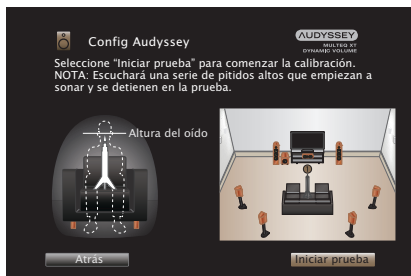 Config Audyssey
AUDYSSEY
MULTEQ XT
DYNAMIC VOLUME
Seleccione “Iniciar prueba” para comenzar la calibración.
NOTA: Escuchará una serie de pitidos altos que empiezan a
sonar y se detienen en la prueba.
Altura del oído
Atrás
Iniciar prueba